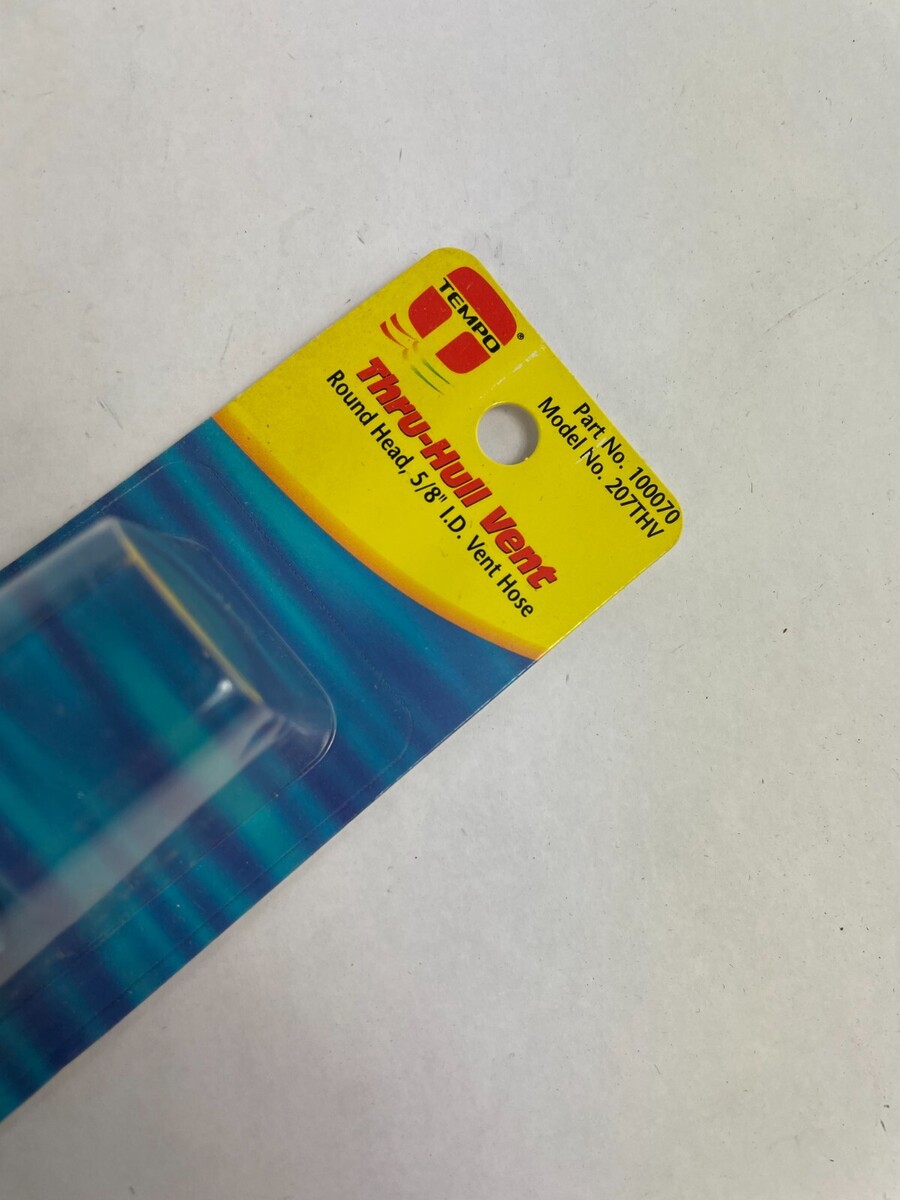 TEMPO®
Part No. 100070
Model No. 207THV
Thru-Hull Vent
Round Head, 5/8" I.D. Vent Hose